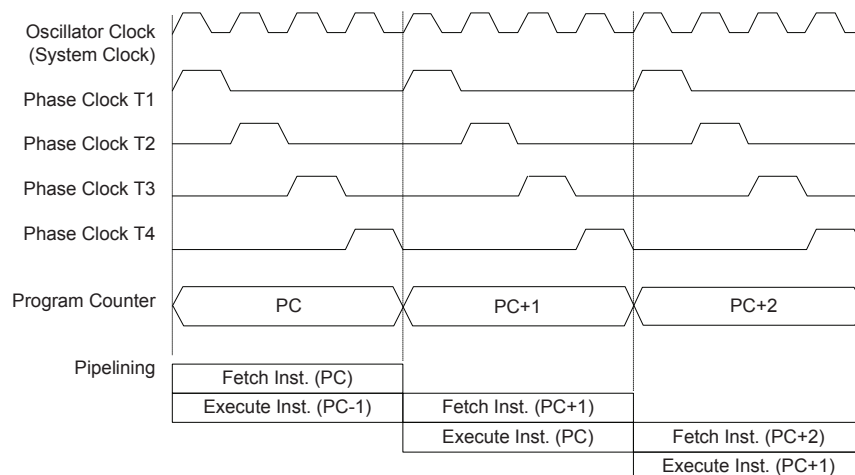 Oscillator Clock
(System Clock)
Phase Clock T1
Phase Clock T2
Phase Clock T3
Phase Clock T4
Program Counter
PC
PC+1
PC+2
Pipelining
Fetch Inst. (PC)
Execute Inst. (PC-1)
Fetch Inst. (PC+1)
Execute Inst. (PC)
Fetch Inst. (PC+2)
Execute Inst. (PC+1)